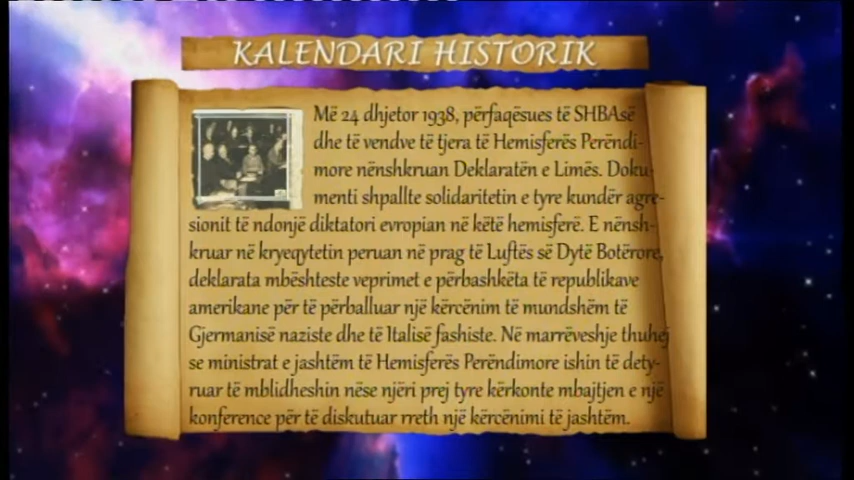 KALENDARI HISTORIK
Më 24 dhjetor 1938, përfaqësues të SHBAsë
dhe të vendve të tjera të Hemisferës Perëndi-
more nënshkruan Deklaratën e Limës. Doku-
menti shpallte solidaritetin e tyre kundër agre-
sionit të ndonjë diktatori evropian në këtë hemisferë. E nënsh-
kruar në kryeqytetin peruan në prag të Luftës së Dytë Botërore,
deklarata mbështeste veprimet e përbashkëta të republikave
amerikane për të përballuar një kërcënim të mundshëm të
Gjermanisë naziste dhe të Italisë fashiste. Në marrëveshje thuhej
se ministrat e jashtëm të Hemisferës Perëndimore ishin të dety-
ruar të mblidheshin nëse njëri prej tyre kërkonte mbajtjen e një
konference për të diskutuar rreth një kërcënimi të jashtëm.